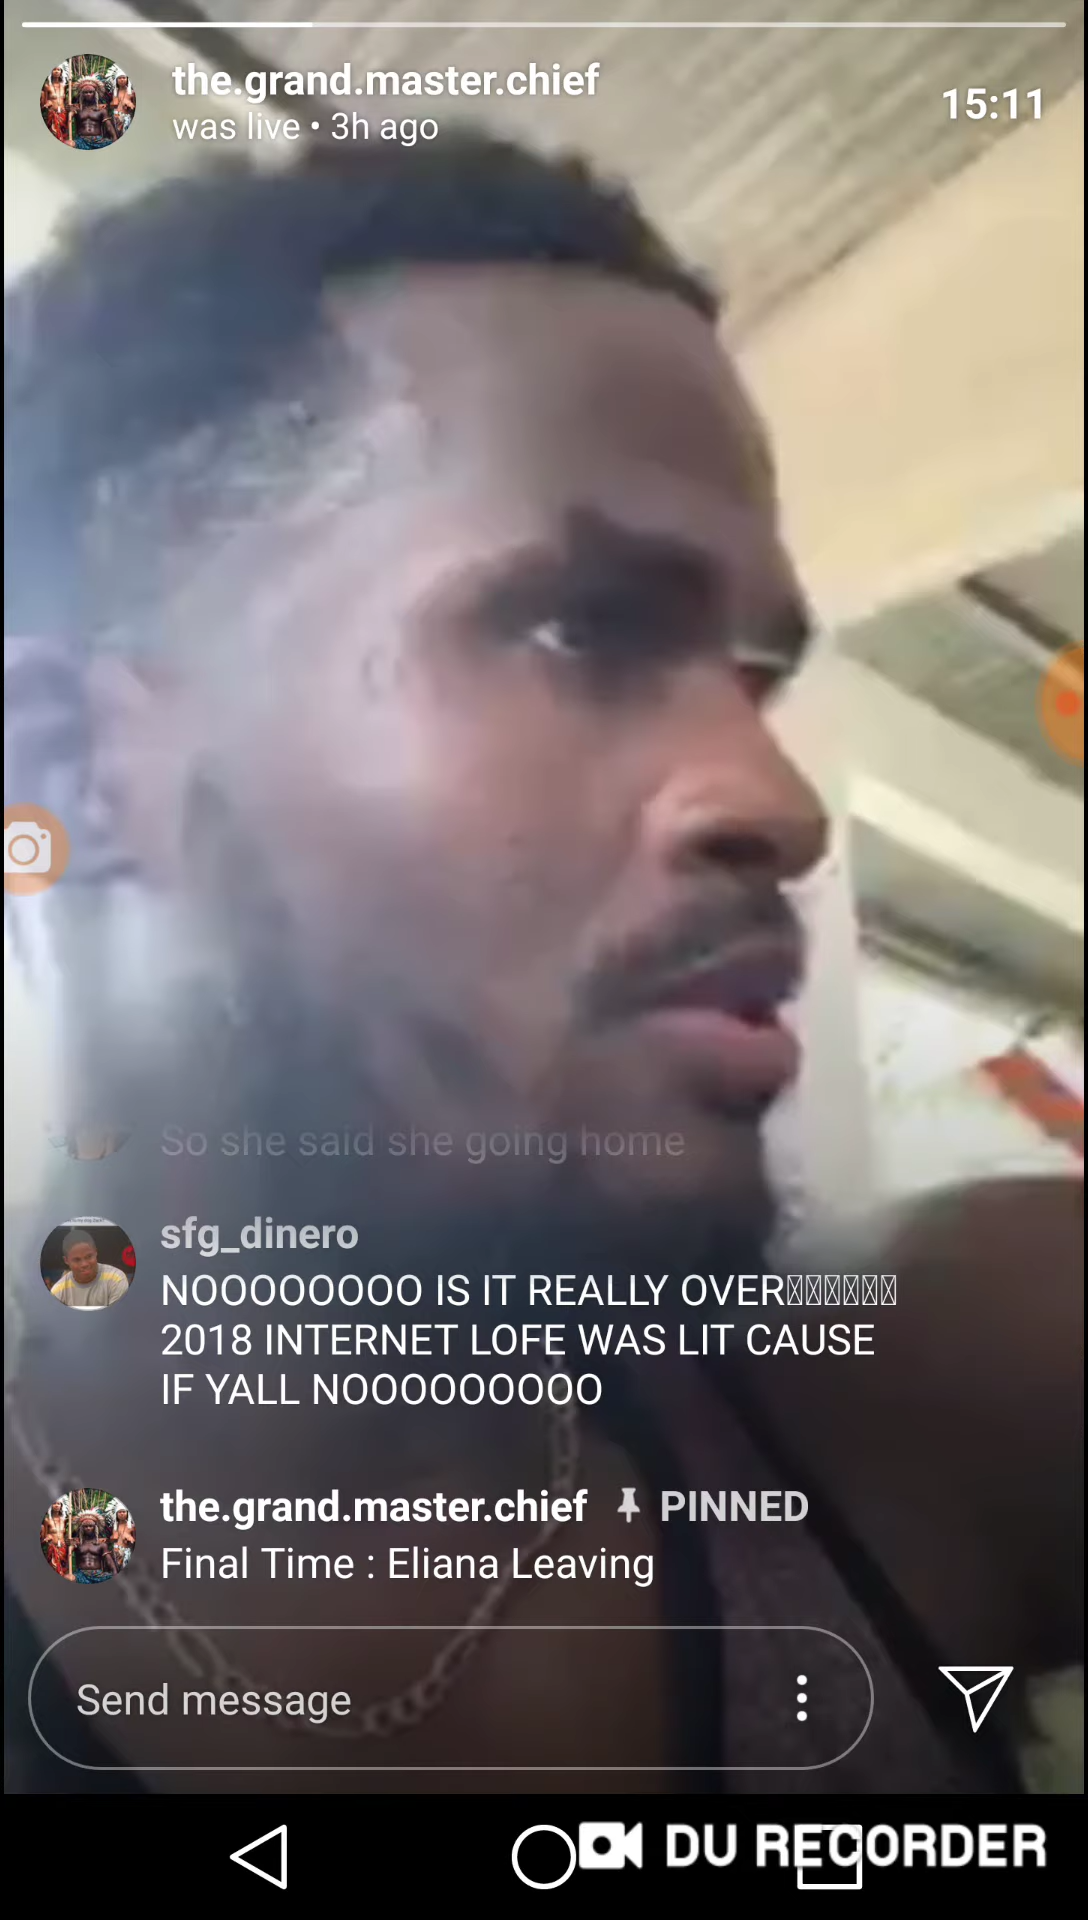 the.grand.master.chief
was live • 3h ago
15:11
So she said she going home
sfg_dinero
NOOOOOOOO IS IT REALLY OVER
2018 INTERNET LOFE WAS LIT CAUSE
IF YALL NOOOOOOOOO
the.grand.master.chief PINNED
Final Time : Eliana Leaving
Send message
DU RECORDER